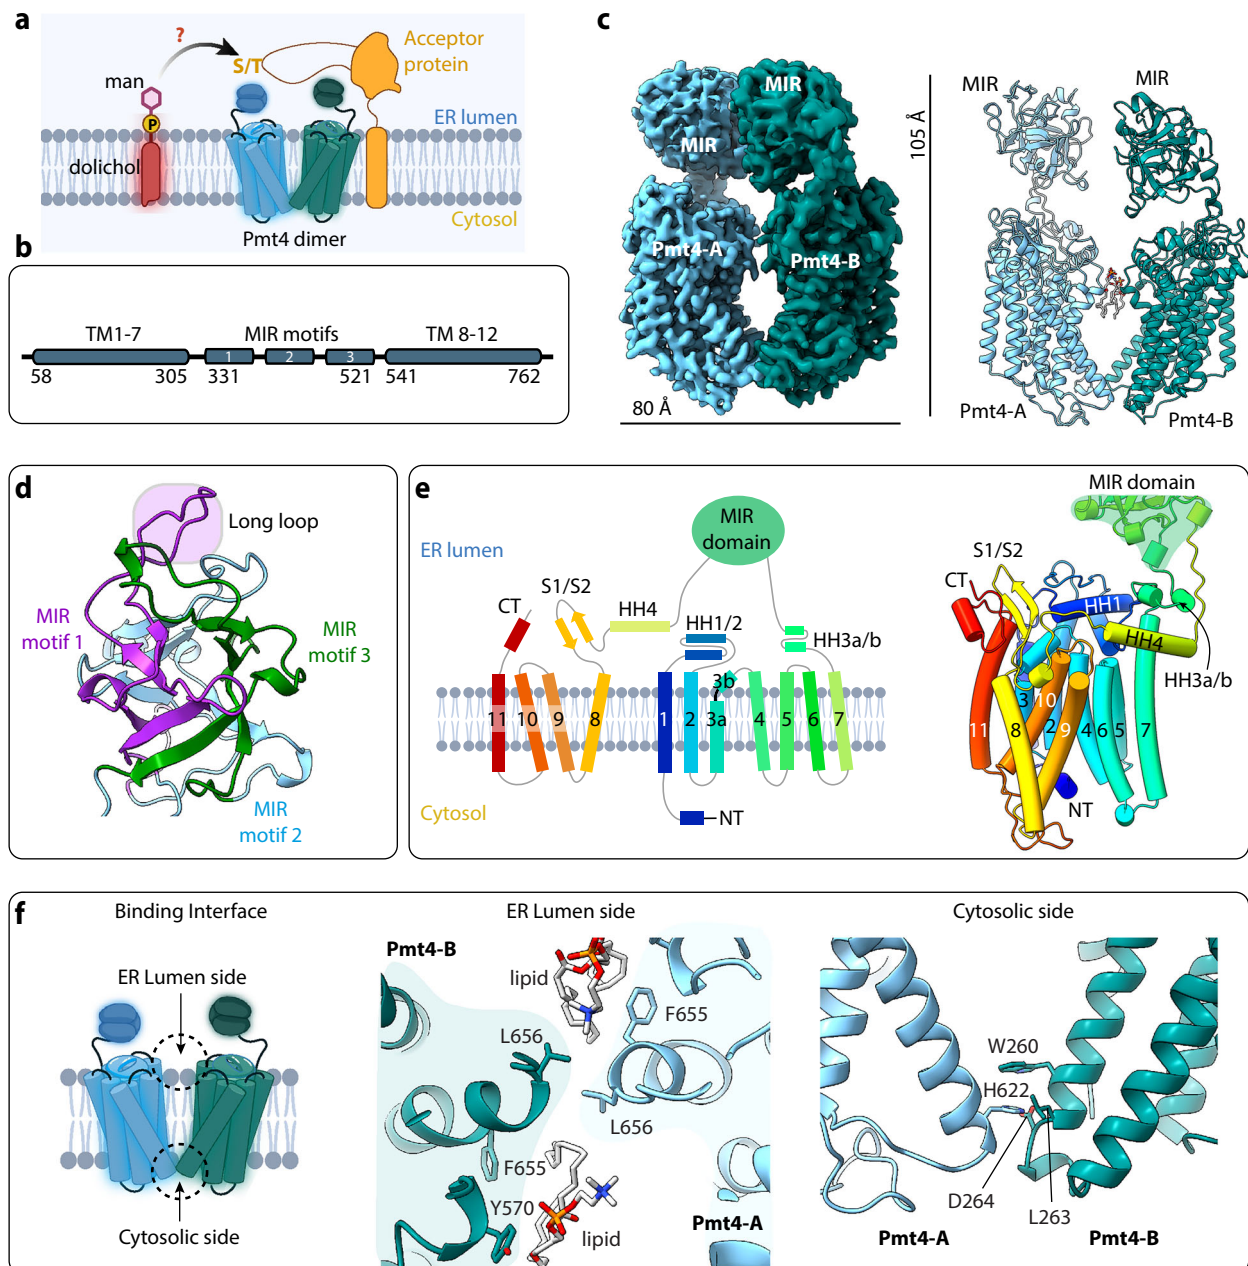 a
?
S/T
Acceptor
protein
man
P
ER lumen
dolichol
Cytosol
Pmt4 dimer
b
TM1-7
MIR motifs
TM 8-12
1
2
3
58
305
331
521
541
762
c
MIR
MIR
Pmt4-A
Pmt4-B
80 Å
105 Å
MIR
MIR
Pmt4-A
Pmt4-B
d
Long loop
MIR
motif 1
MIR
motif 3
MIR
motif 2
e
ER lumen
MIR
domain
S1/S2
CT
HH4
HH1/2
HH3a/b
3b
11
10
9
8
1
2
3a
4
5
6
7
Cytosol
NT
MIR domain
S1/S2
CT
HH1
HH4
HH3a/b
3
10
11
8
2
9
4
6
5
7
NT
f
Binding Interface
ER Lumen side
Cytosolic side
ER Lumen side
Pmt4-B
lipid
F655
L656
L656
F655
Y570
lipid
Pmt4-A
Cytosolic side
W260
H622
D264
L263
Pmt4-A
Pmt4-B